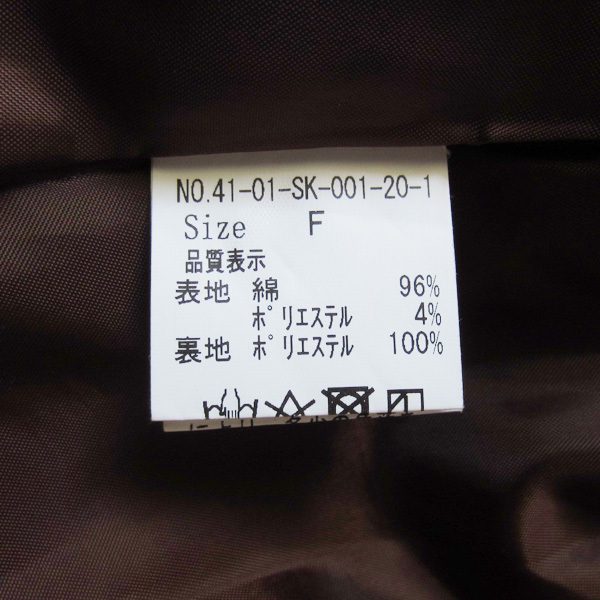 NO.41-01-SK-001-20-1
Size F
品質表示
表地 綿 96%
ポリエステル 4%
裏地 ポリエステル 100%